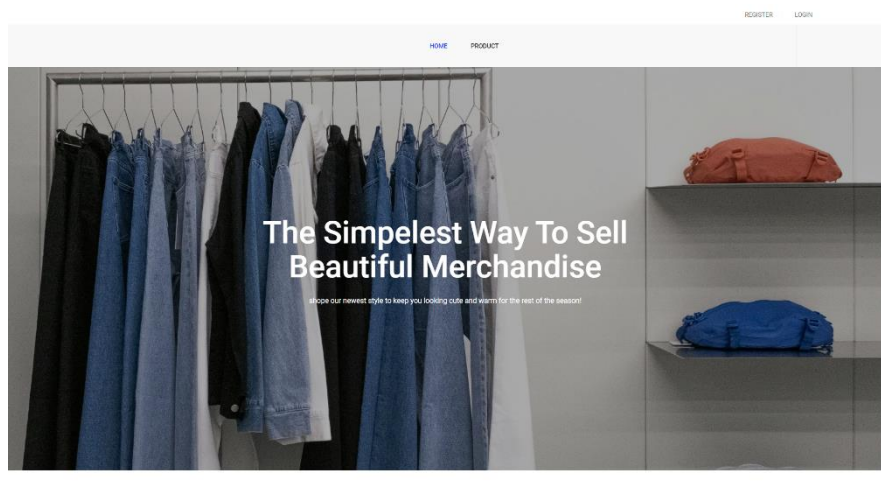 REGISTER LOGIN
HOME PRODUCT
The Simpelest Way To Sell
Beautiful Merchandise
shope our newest style to keep you looking cute and warm for the rest of the season!